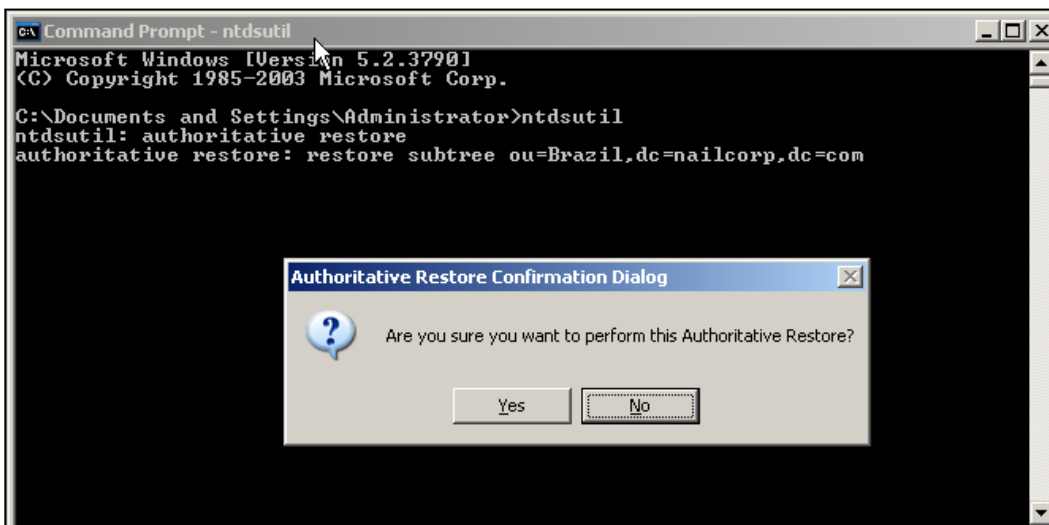 Command Prompt - ntdsutil
Microsoft Windows [Version 5.2.3790]
(C) Copyright 1985-2003 Microsoft Corp.
C:\Documents and Settings\Administrator>ntdsutil
ntdsutil: authoritative restore
authoritative restore: restore subtree ou=Brazil,dc=nailcorp,dc=com
Authoritative Restore Confirmation Dialog
Are you sure you want to perform this Authoritative Restore?
Yes
No